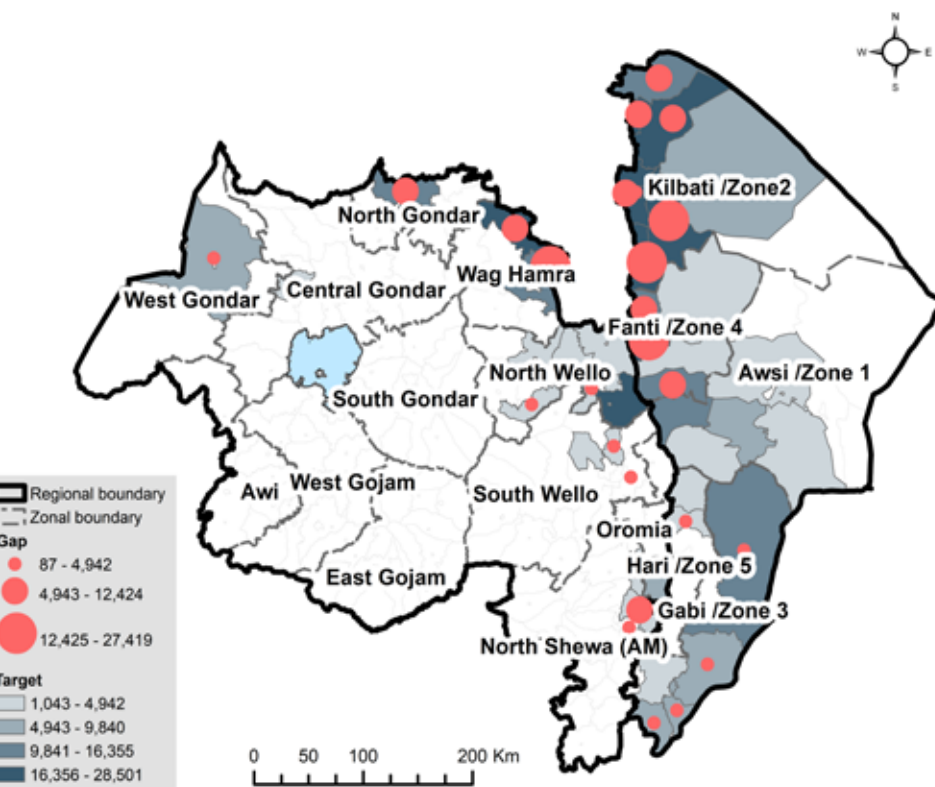 N
W E
S
Kilbati /Zone2
North Gondar
Wag Hamra
West Gondar
Central Gondar
Fanti /Zone 4
North Wello
Awsi /Zone 1
South Gondar
West Gojam
Awi
South Wello
Oromia
Hari /Zone 5
East Gojam
Gabi /Zone 3
North Shewa (AM)
Regional boundary
Zonal boundary
Gap
87 - 4,942
4,943 - 12,424
12,425 - 27,419
Target
1,043 - 4,942
4,943 - 9,840
9,841 - 16,355
16,356 - 28,501
0 50 100 200 Km